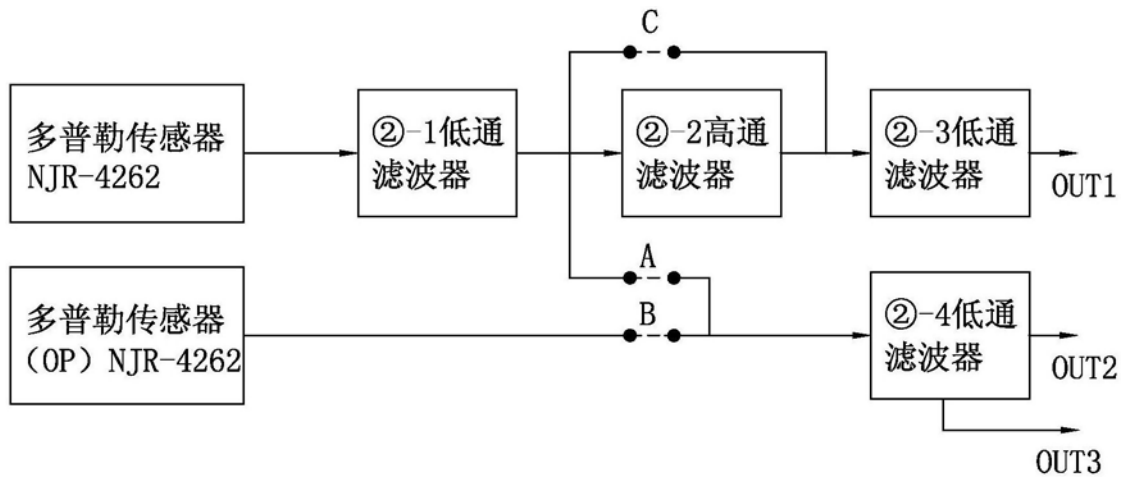 C
多普勒传感器
NJR-4262
②-1低通
滤波器
②-2高通
滤波器
②-3低通
滤波器
OUT1
A
多普勒传感器
（OP）NJR-4262
B
②-4低通
滤波器
OUT2
OUT3